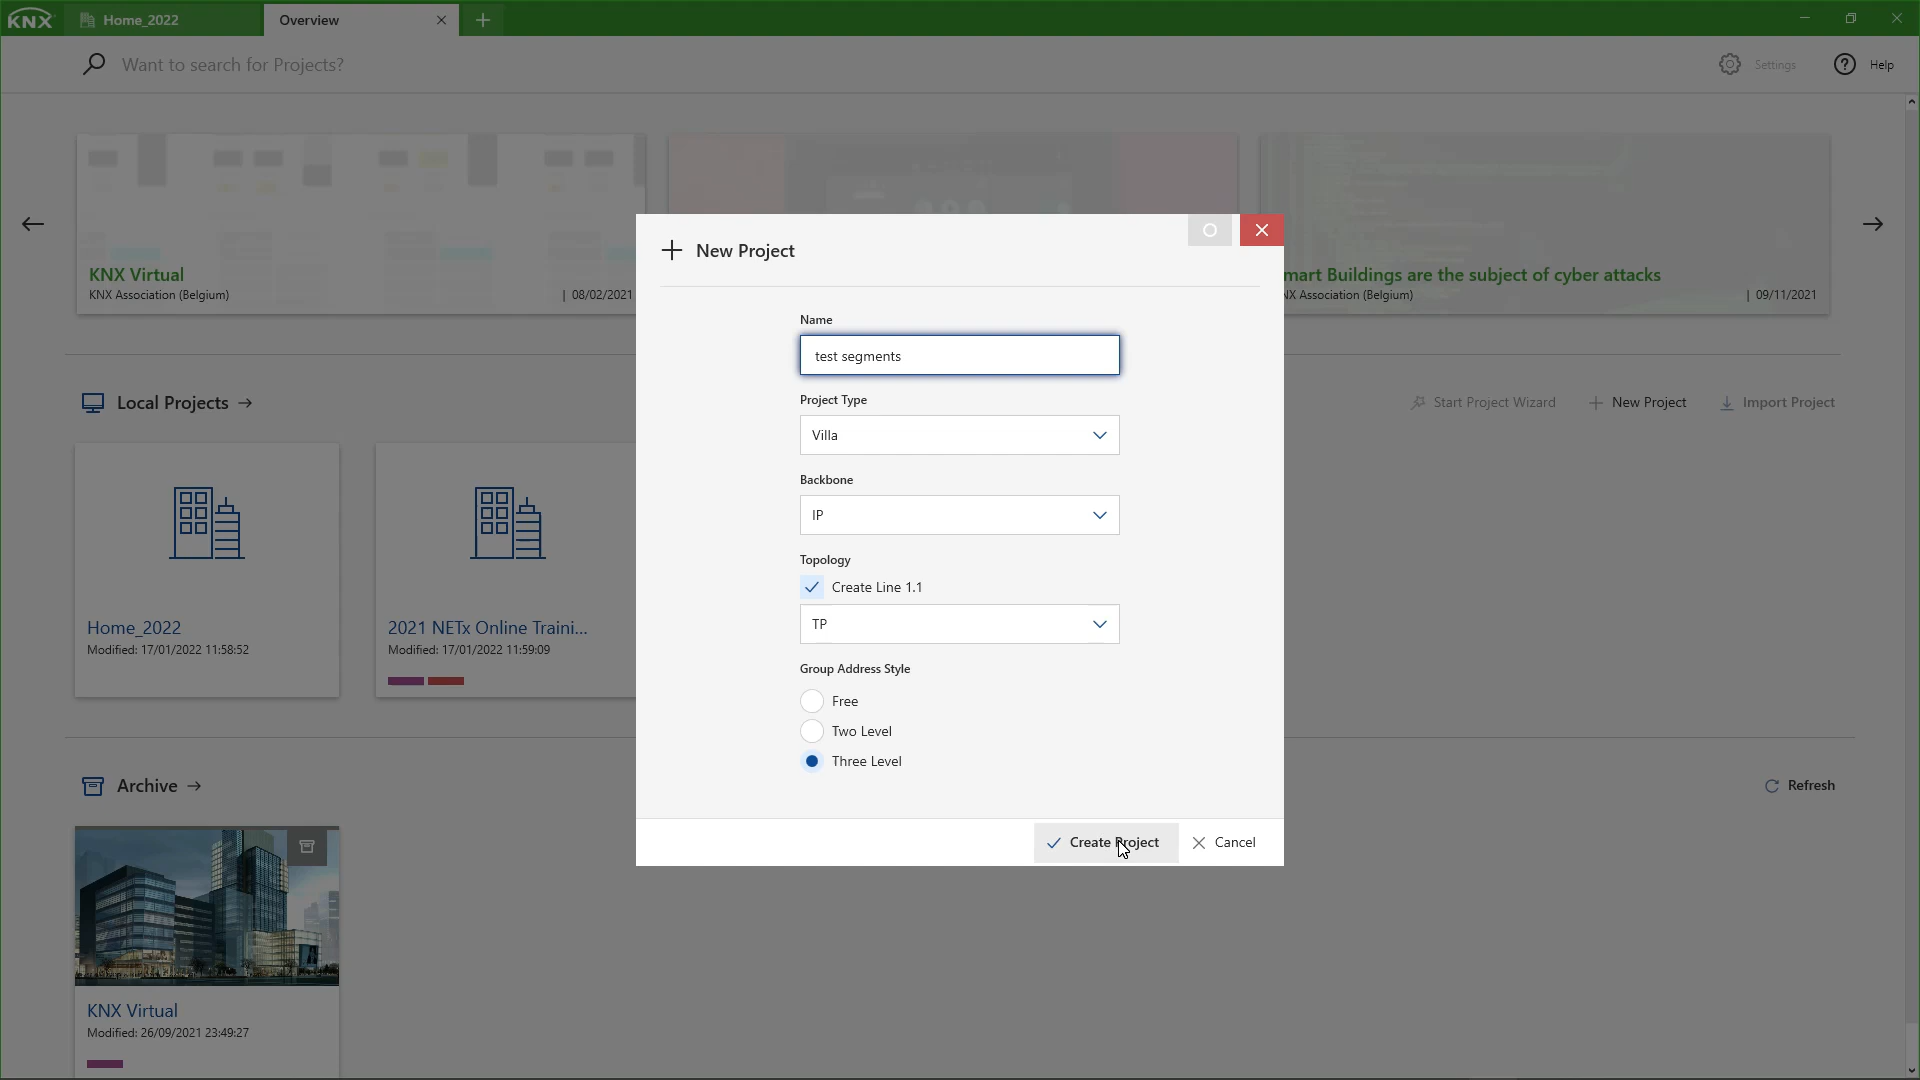 KNX
Home_2022
Overview
Want to search for Projects?
Settings
Help
KNX Virtual
KNX Association (Belgium)
| 08/02/2021
mart Buildings are the subject of cyber attacks
NX Association (Belgium)
| 09/11/2021
New Project
Name
test segments
Project Type
Villa
Backbone
IP
Topology
Create Line 1.1
TP
Group Address Style
Free
Two Level
Three Level
Create Project
Cancel
Local Projects
Start Project Wizard
New Project
Import Project
Home_2022
Modified: 17/01/2022 11:58:52
2021 NETx Online Traini...
Modified: 17/01/2022 11:59:09
Archive
Refresh
KNX Virtual
Modified: 26/09/2021 23:49:27